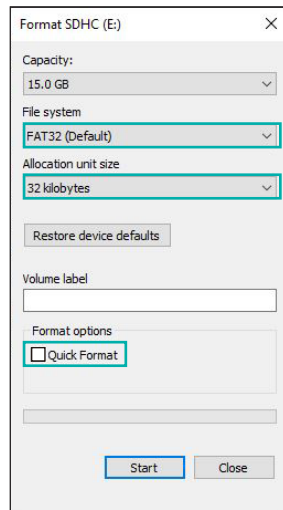 Format SDHC (E:)
Capacity:
15.0 GB
File system
FAT32 (Default)
Allocation unit size
32 kilobytes
Restore device defaults
Volume label
Format options
Quick Format
Start Close